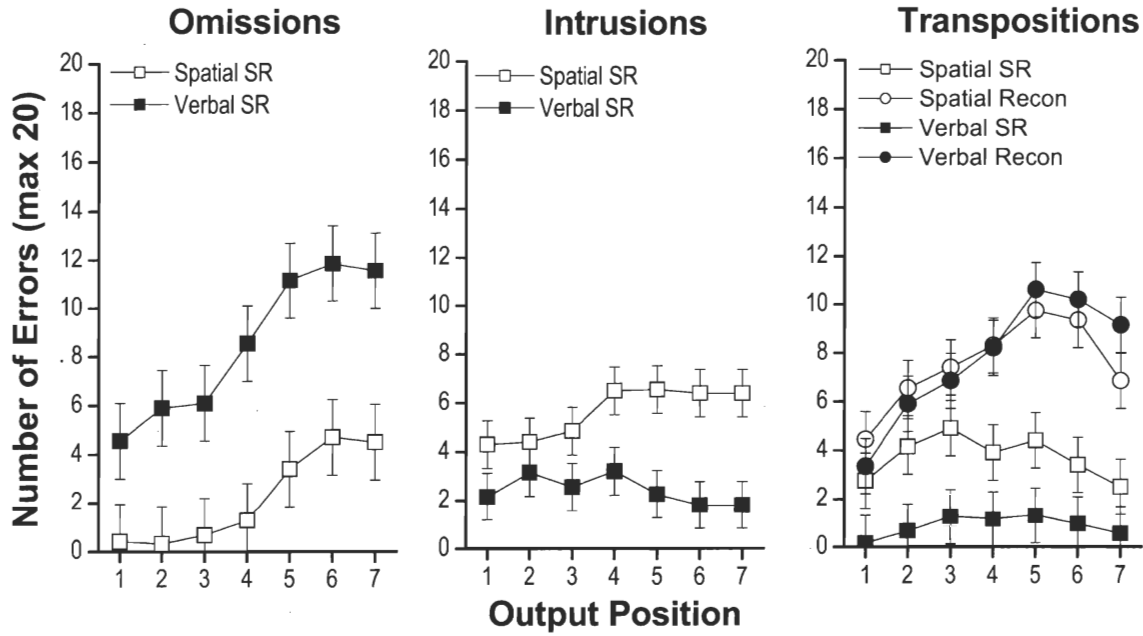 Omissions
Intrusions
Transpositions
Number of Errors (max 20)
20
18
16
14
12
10
8
6
4
2
0
Spatial SR
Verbal SR
1 2 3 4 5 6 7
20
18
16
14
12
10
8
6
4
2
0
Spatial SR
Verbal SR
1 2 3 4 5 6 7
20
18
16
14
12
10
8
6
4
2
0
Spatial SR
Spatial Recon
Verbal SR
Verbal Recon
1 2 3 4 5 6 7
Output Position